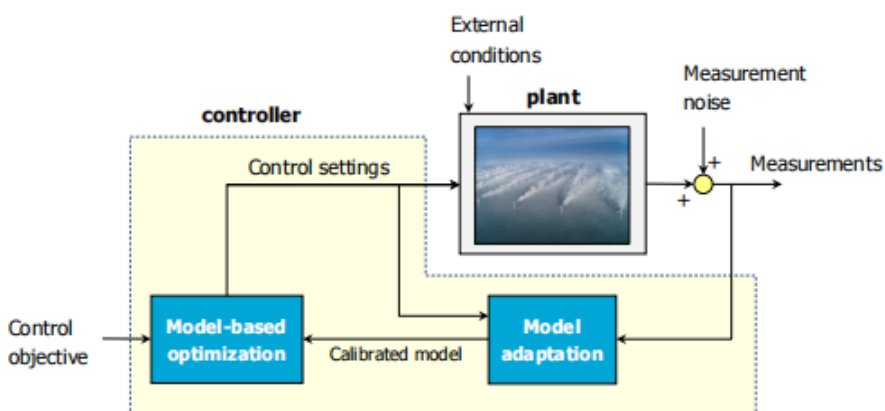 External
conditions
Measurement
noise
plant
controller
+
Measurements
Control settings
+
Control
objective
Model-based
optimization
Calibrated model
Model
adaptation